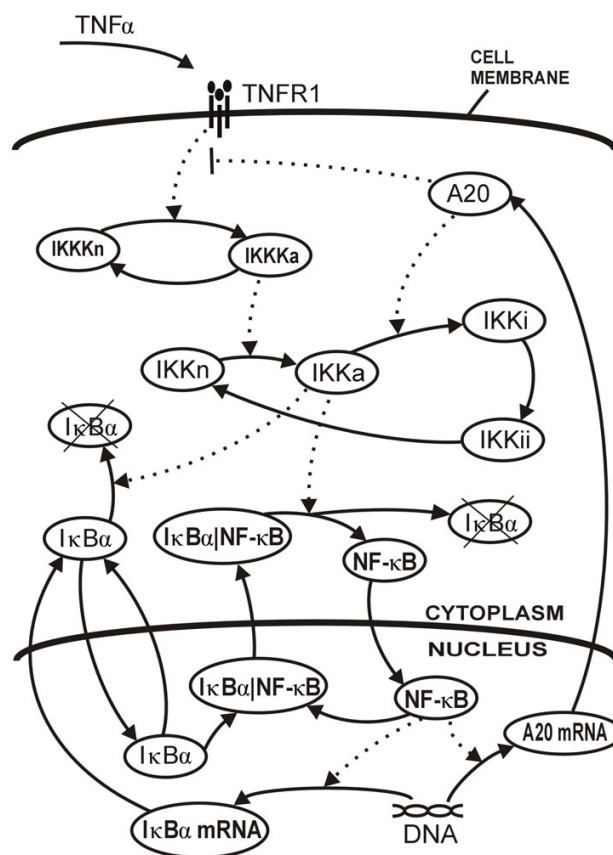 TNFα
TNFR1
CELL
MEMBRANE
A20
IKKKn
IKKKa
IKKi
IKKn
IKKa
IKKii
IκBα
IκBα|NF-κB
IκBα
IκBα
NF-κB
CYTOPLASM
NUCLEUS
IκBα|NF-κB
NF-κB
A20 mRNA
IκBα
IκBα mRNA
DNA